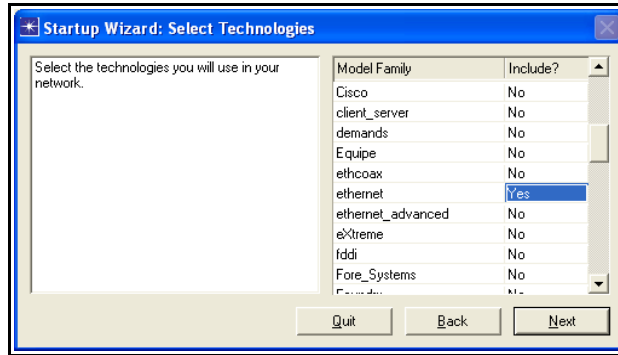 Startup Wizard: Select Technologies
Select the technologies you will use in your
network.
Model Family Include?
Cisco No
client_server No
demands No
Equipe No
ethcoax No
ethernet Yes
ethernet_advanced No
eXtreme No
fddi No
Fore_Systems No
Quit Back Next